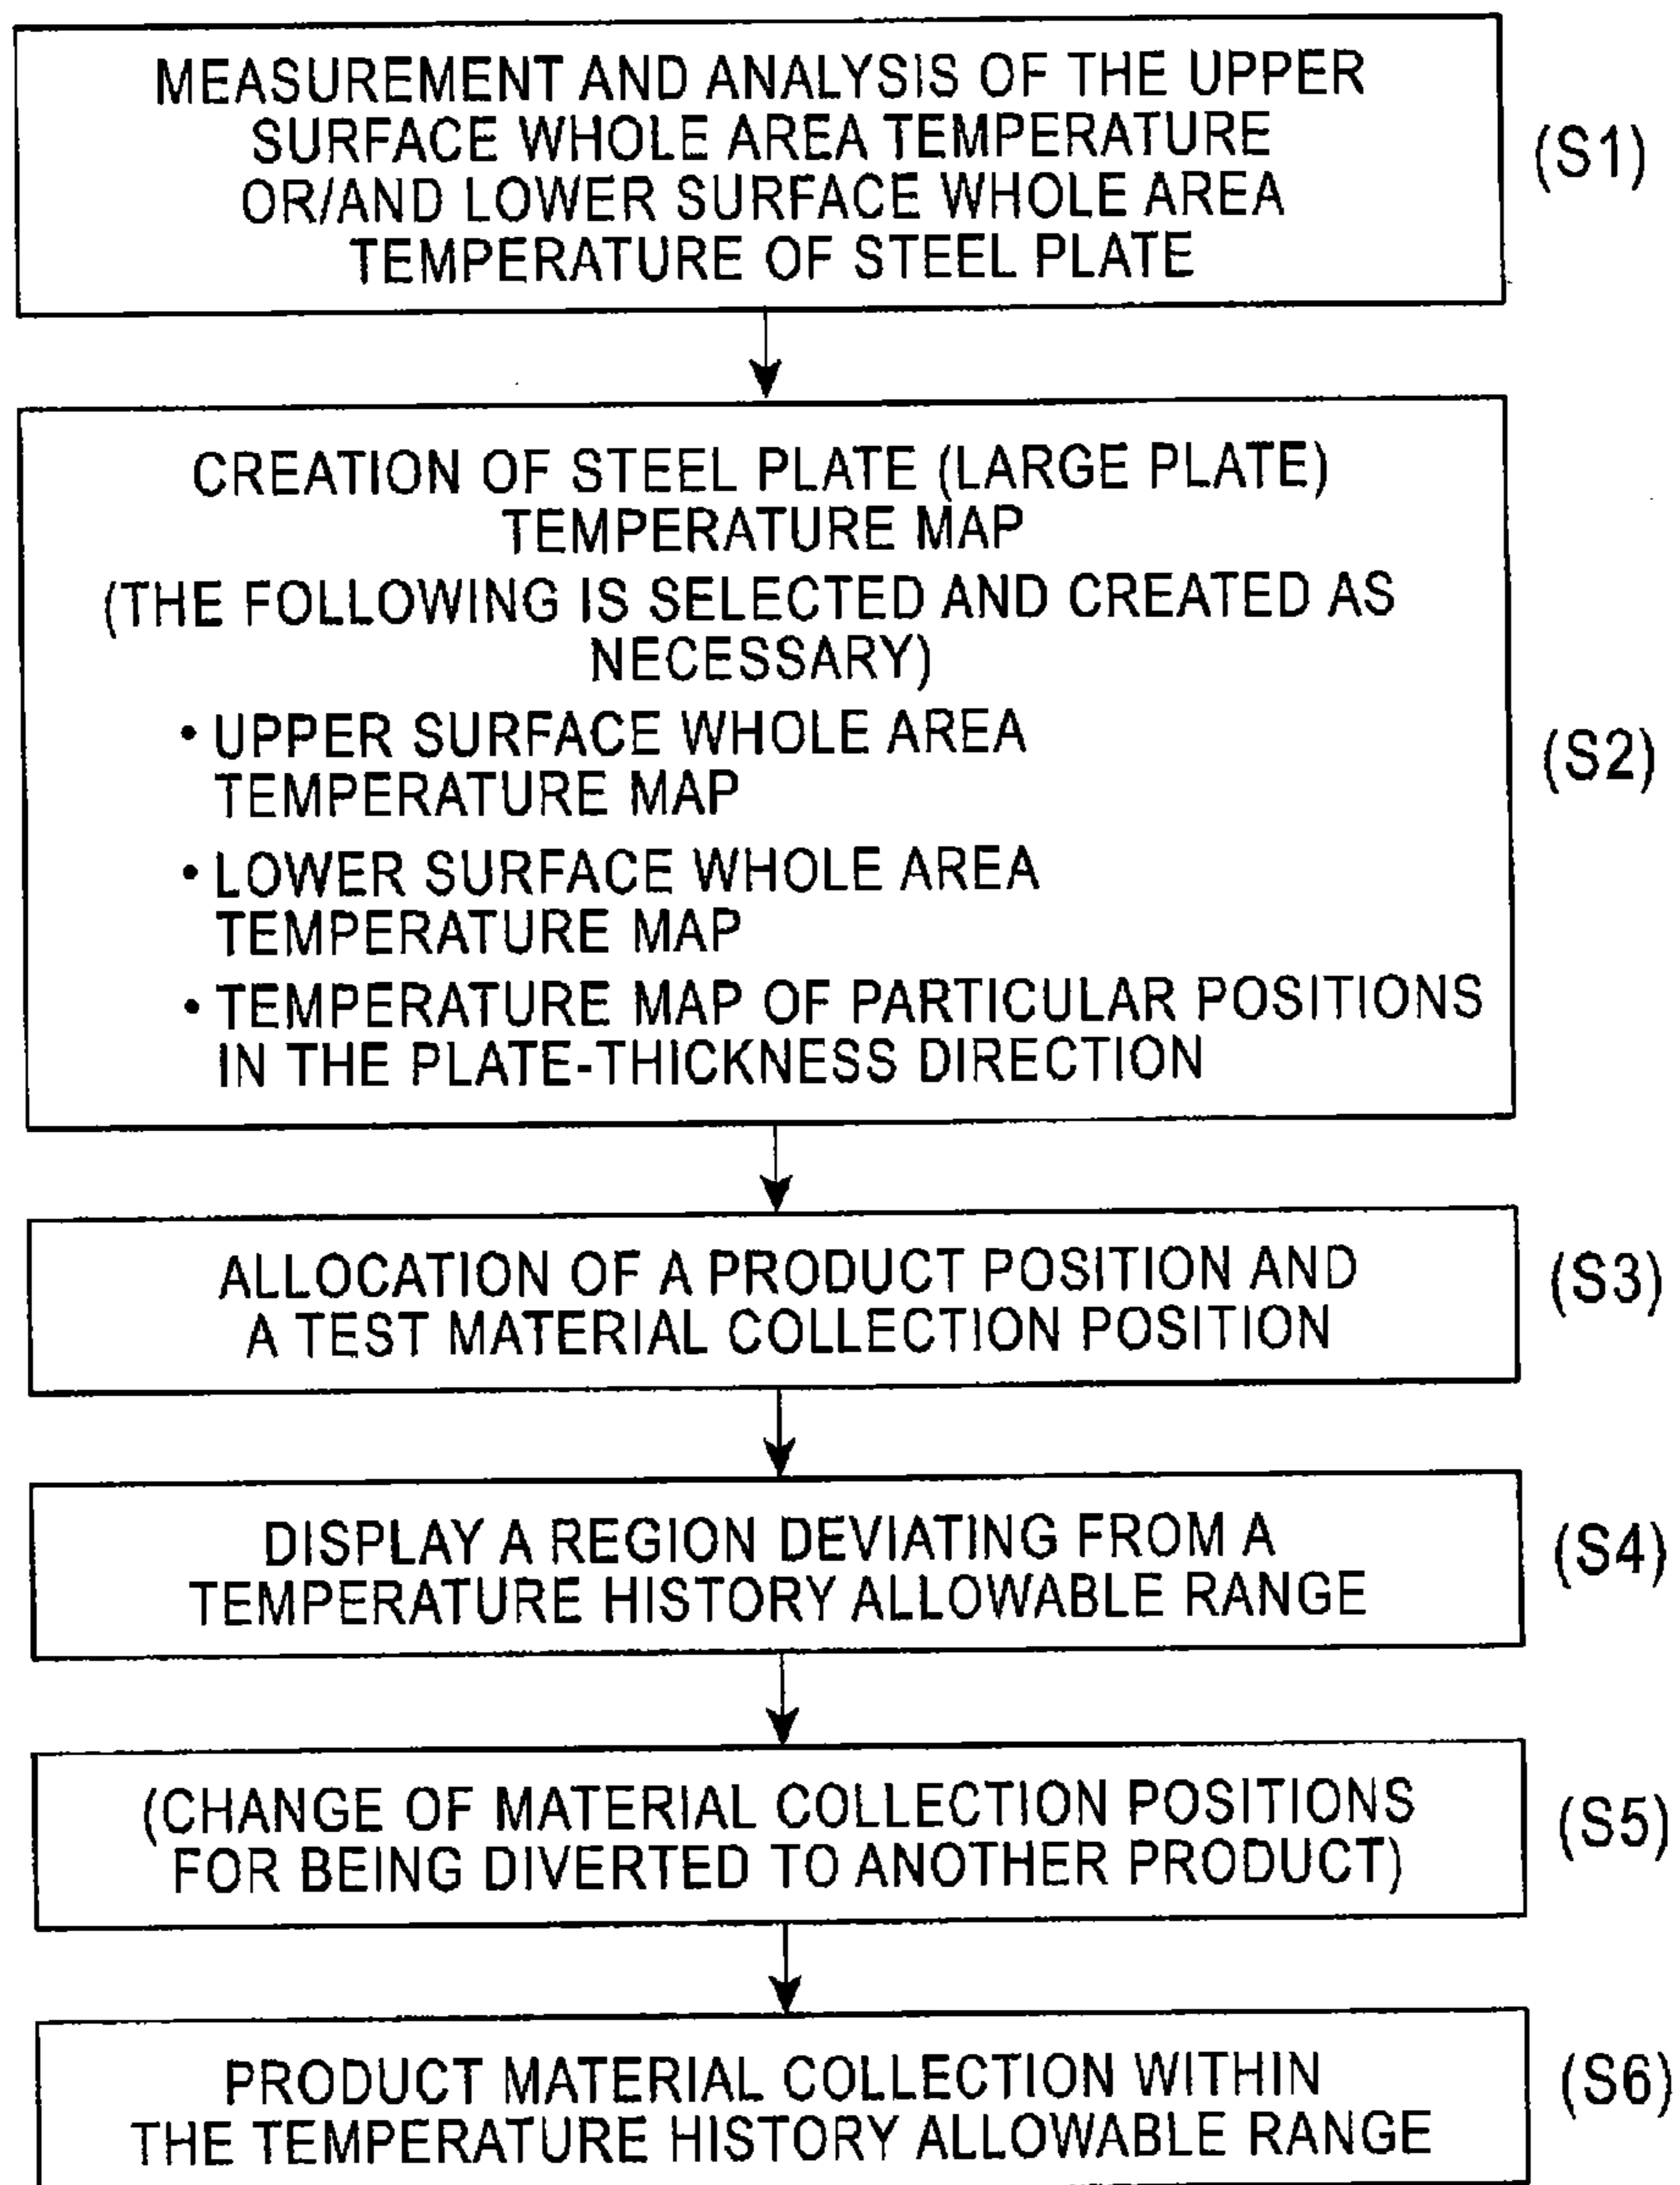 MEASUREMENT AND ANALYSIS OF THE UPPER
SURFACE WHOLE AREA TEMPERATURE
OR/AND LOWER SURFACE WHOLE AREA
TEMPERATURE OF STEEL PLATE
(S1)
CREATION OF STEEL PLATE (LARGE PLATE)
TEMPERATURE MAP
(THE FOLLOWING IS SELECTED AND CREATED AS
NECESSARY)
• UPPER SURFACE WHOLE AREA
TEMPERATURE MAP
• LOWER SURFACE WHOLE AREA
TEMPERATURE MAP
• TEMPERATURE MAP OF PARTICULAR POSITIONS
IN THE PLATE-THICKNESS DIRECTION
(S2)
ALLOCATION OF A PRODUCT POSITION AND
A TEST MATERIAL COLLECTION POSITION
(S3)
DISPLAY A REGION DEVIATING FROM A
TEMPERATURE HISTORY ALLOWABLE RANGE
(S4)
(CHANGE OF MATERIAL COLLECTION POSITIONS
FOR BEING DIVERTED TO ANOTHER PRODUCT)
(S5)
PRODUCT MATERIAL COLLECTION WITHIN
THE TEMPERATURE HISTORY ALLOWABLE RANGE
(S6)